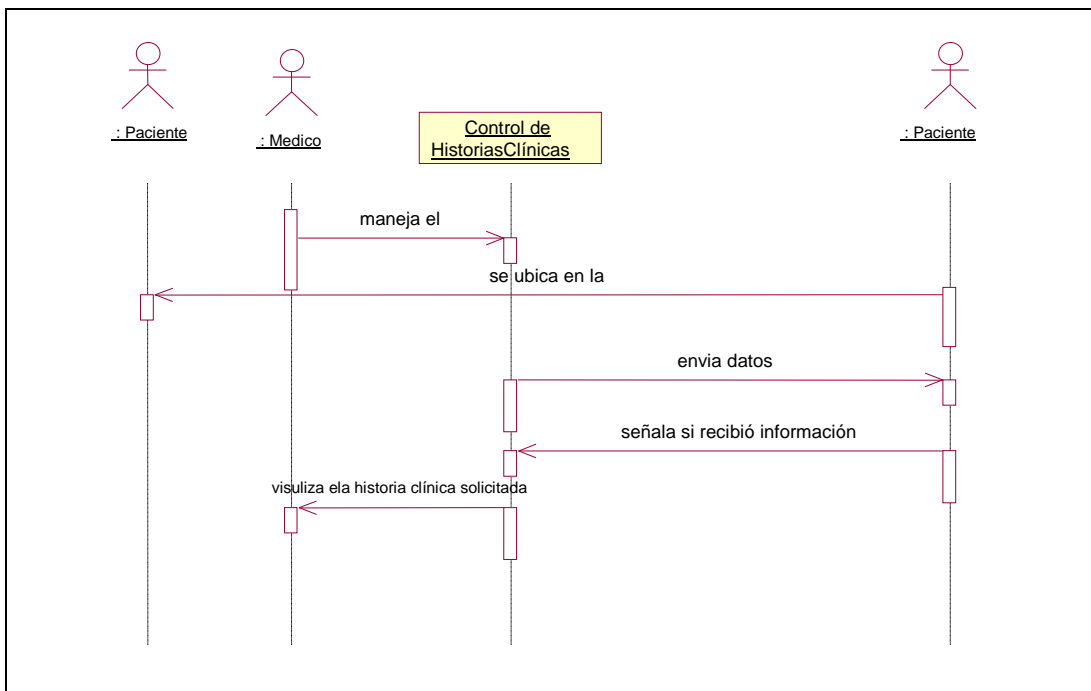 : Paciente
: Medico
Control de
HistoriasClínicas
: Paciente
maneja el
se ubica en la
envia datos
señala si recibió información
visuliza ela historia clínica solicitada